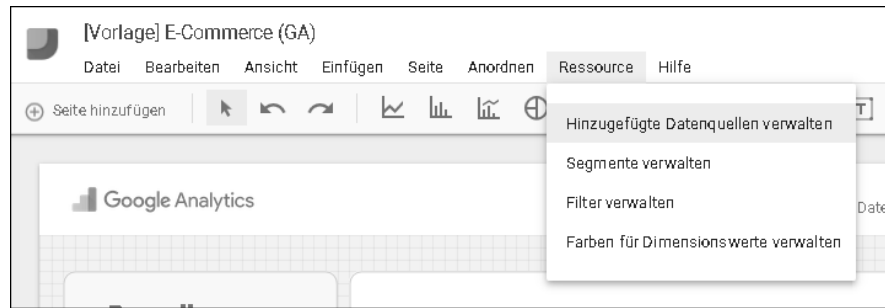 [Vorlage] E-Commerce (GA)
Datei Bearbeiten Ansicht Einfügen Seite Anordnen Ressource Hilfe
Seite hinzufügen
Hinzugefügte Datenquellen verwalten
Segmente verwalten
Filter verwalten
Farben für Dimensionswerte verwalten
Google Analytics
Date